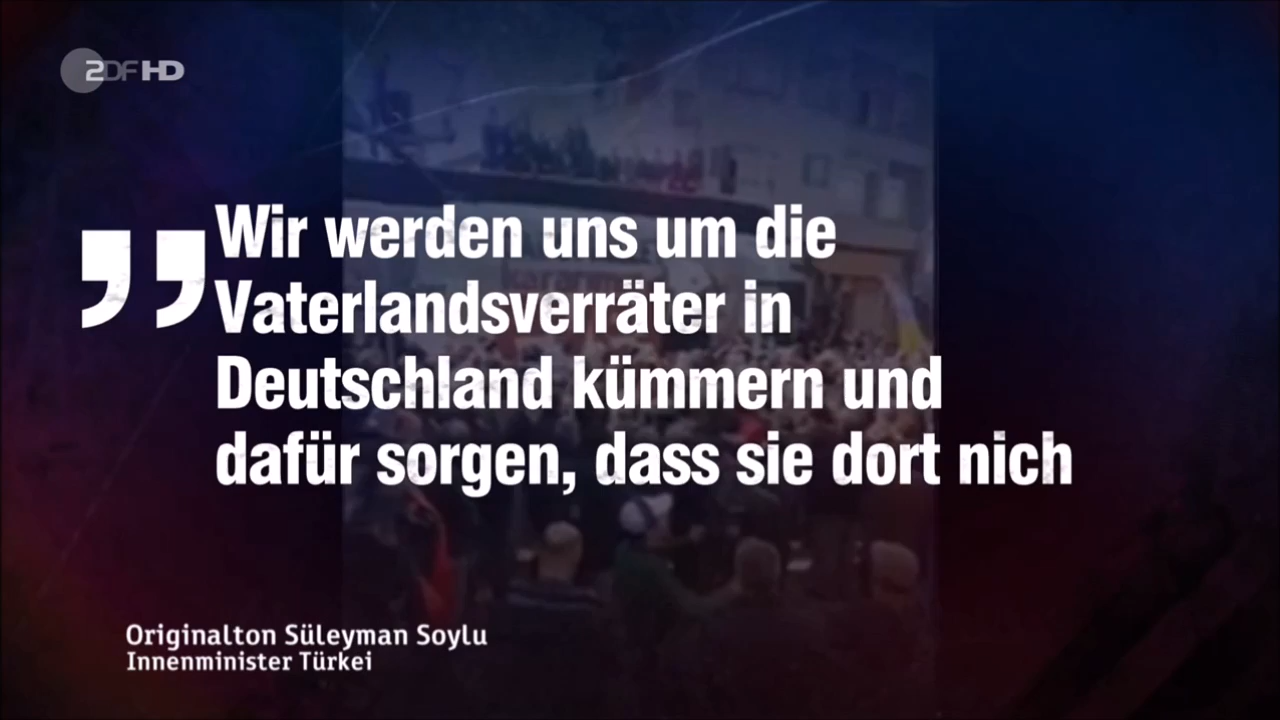 ZDF HD
„ Wir werden uns um die
Vaterlandsverräter in
Deutschland kümmern und
dafür sorgen, dass sie dort nich
Originalton Süleyman Soylu
Innenminister Türkei